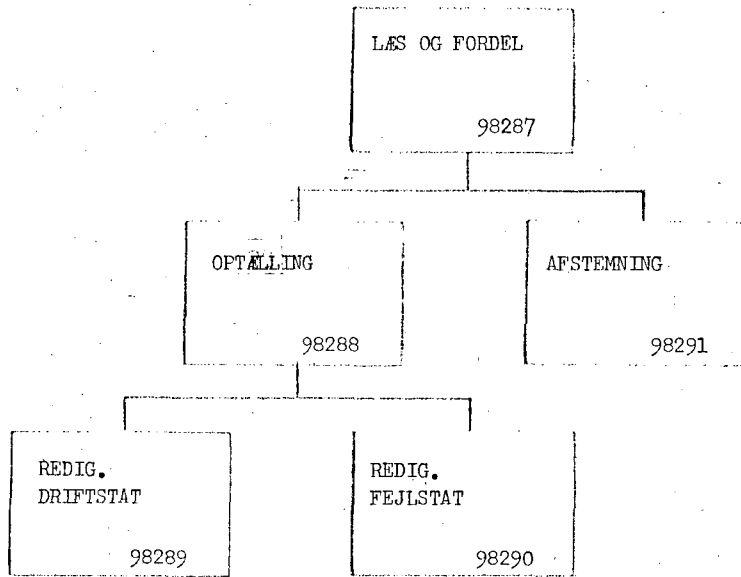 LÆS OG FORDEL
98287
OPTÆLLING
98288
AFSTEMNING
98291
REDIG.
DRIFTSTAT
98289
REDIG.
FEJLSTAT
98290